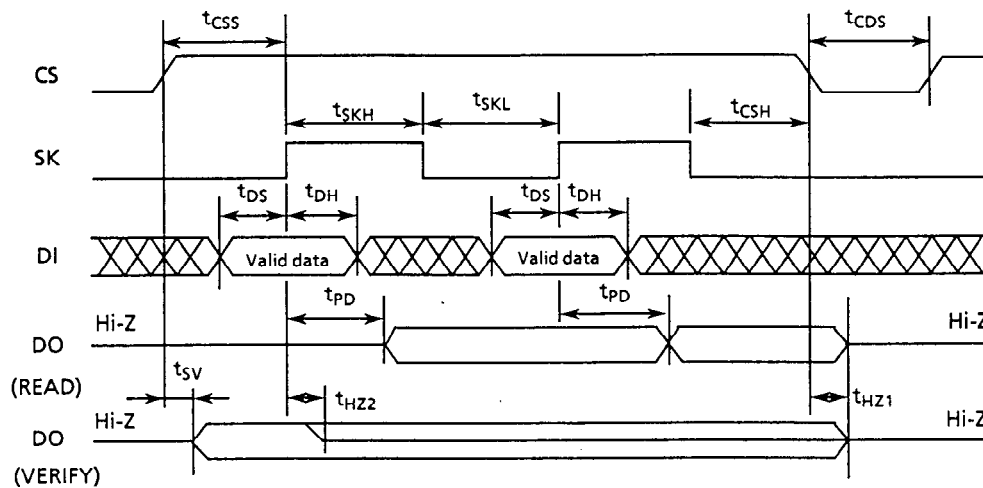 tCSS tCDS
CS
tSKH tSKL tCSH
SK
tDS tDH tDS tDH
DI Valid data Valid data
tPD tPD
Hi-Z Hi-Z
DO
(READ)
tSV tHZ2 tHZ1
Hi-Z Hi-Z
DO
(VERIFY)